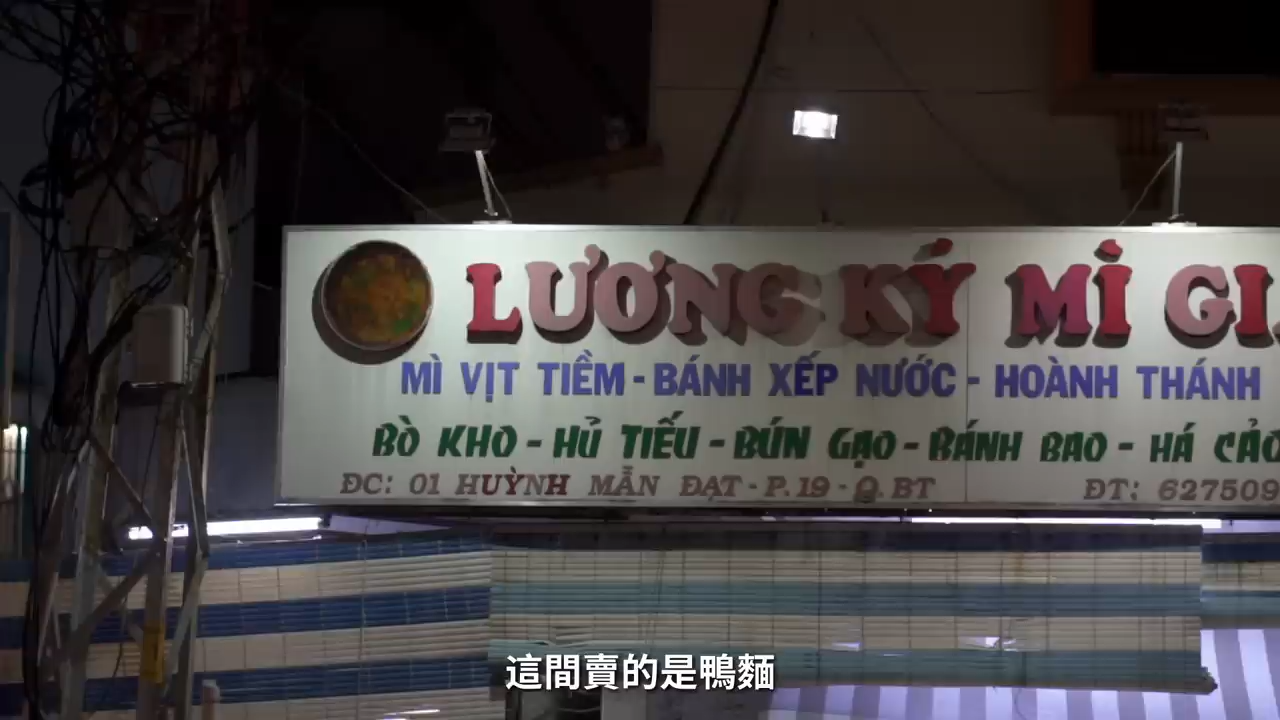 LƯƠNG KÝ MÌ GI
MÌ VỊT TIỀM - BÁNH XẾP NƯỚC - HOÀNH THÁNH
BÒ KHO - HỦ TIẾU - BÚN GẠO - BÁNH BAO - HÁ CẢO
ĐC: 01 HUỲNH MẪN ĐẠT - P. 19 - Q. BT ĐT: 627509
這間賣的是鴨麵